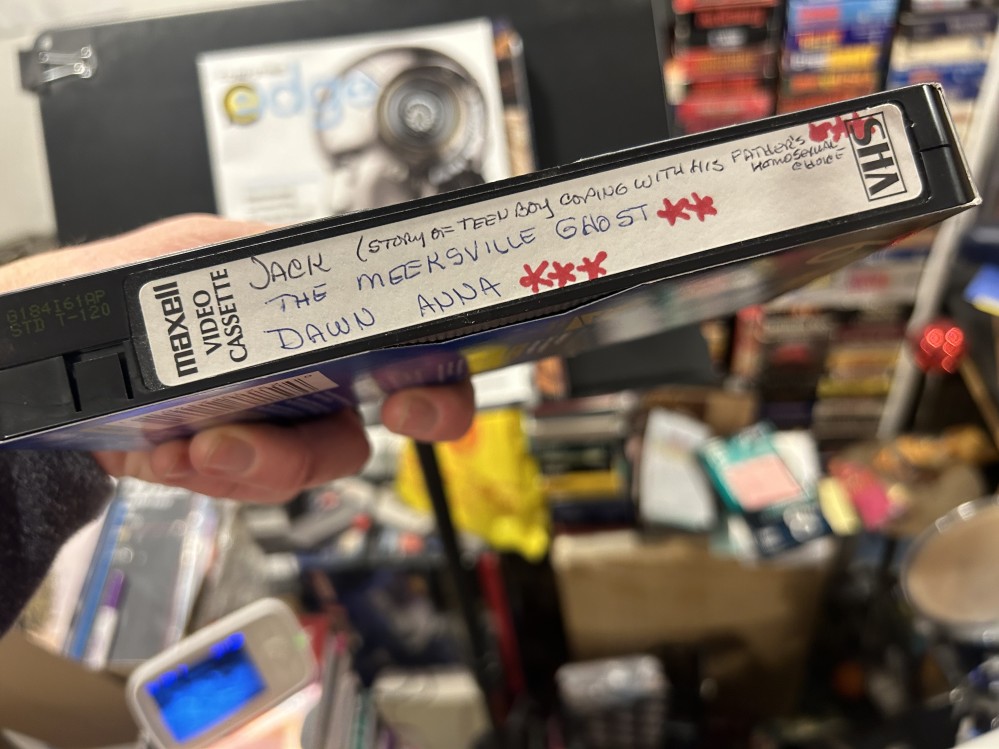 edge
maxell
VIDEO
CASSETTE
JACK (STORY OF TEEN BOY COPING WITH HIS FATHER'S ***
HOMOSEXUAL
CHOICE
THE MEEKSVILLE GHOST **
DAWN ANNA ***
VHS
8184161AP
STD T-120